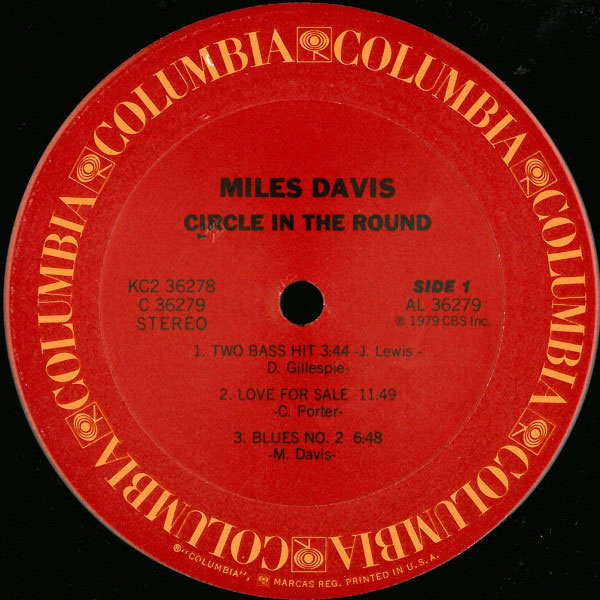 COLUMBIA COLUMBIA COLUMBIA COLUMBIA COLUMBIA COLUMBIA COLUMBIA COLUMBIA
MILES DAVIS
CIRCLE IN THE ROUND
KC2 36278
C 36279
STEREO
SIDE 1
AL 36279
℗ 1979 CBS Inc.
1. TWO BASS HIT 3:44 -J. Lewis -
D. Gillespie-
2. LOVE FOR SALE 11.49
-C. Porter-
3. BLUES NO. 2 6:48
-M. Davis-
®"COLUMBIA", MARCAS REG. PRINTED IN U.S.A.